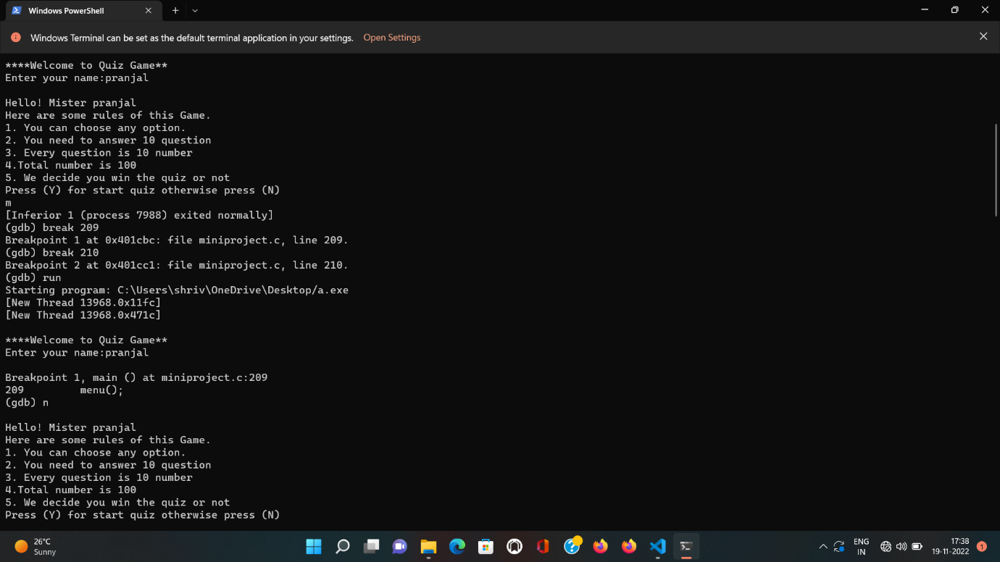 Windows PowerShell
Windows Terminal can be set as the default terminal application in your settings. Open Settings
****Welcome to Quiz Game**
Enter your name:pranjal
Hello! Mister pranjal
Here are some rules of this Game.
1. You can choose any option.
2. You need to answer 10 question
3. Every question is 10 number
4.Total number is 100
5. We decide you win the quiz or not
Press (Y) for start quiz otherwise press (N)
m
[Inferior 1 (process 7988) exited normally]
(gdb) break 209
Breakpoint 1 at 0x401cbc: file miniproject.c, line 209.
(gdb) break 210
Breakpoint 2 at 0x401cc1: file miniproject.c, line 210.
(gdb) run
Starting program: C:\Users\shriv\OneDrive\Desktop/a.exe
[New Thread 13968.0x11fc]
[New Thread 13968.0x471c]
****Welcome to Quiz Game**
Enter your name:pranjal
Breakpoint 1, main () at miniproject.c:209
209         menu();
(gdb) n
Hello! Mister pranjal
Here are some rules of this Game.
1. You can choose any option.
2. You need to answer 10 question
3. Every question is 10 number
4.Total number is 100
5. We decide you win the quiz or not
Press (Y) for start quiz otherwise press (N)
26°C
Sunny
ENG
IN
17:38
19-11-2022
1